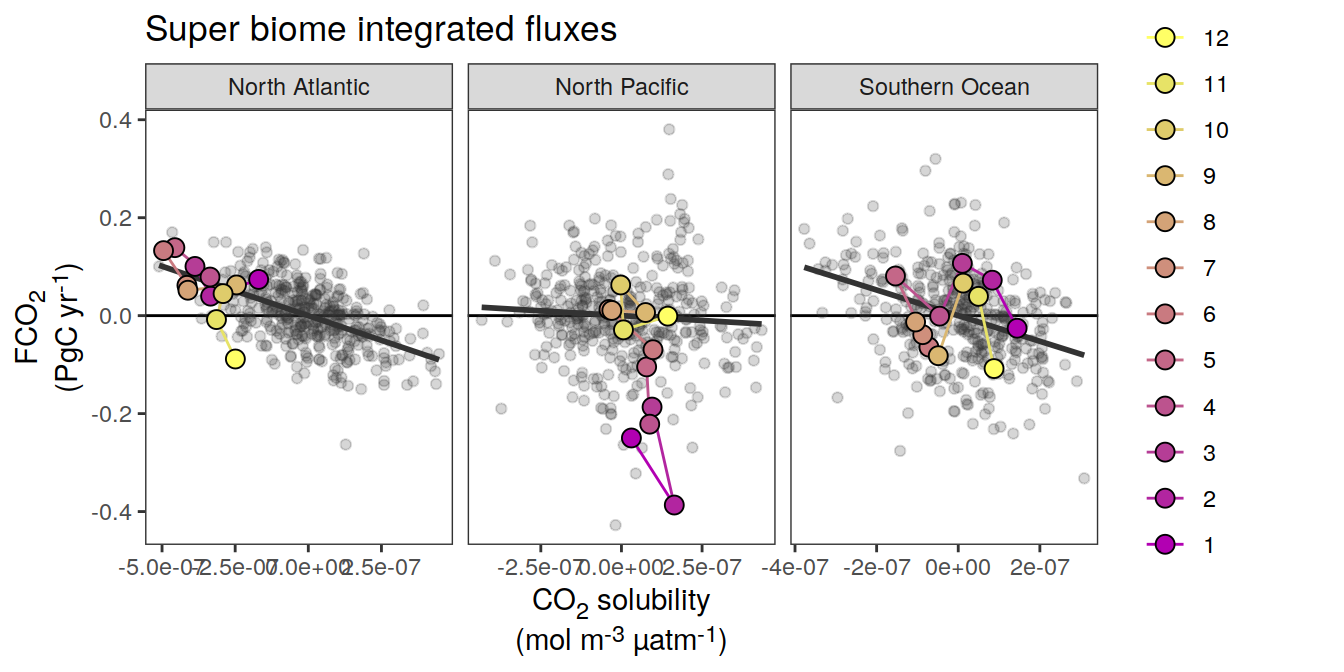 Super biome integrated fluxes
North Atlantic
North Pacific
Southern Ocean
FCO2
(PgC yr-1)
0.4
0.2
0.0
-0.2
-0.4
-5.0e-07 -2.5e-07 0.0e+00 2.5e-07
-2.5e-07 0.0e+00 2.5e-07
-4e-07 -2e-07 0e+00 2e-07
CO2 solubility
(mol m-3 µatm-1)
12
11
10
9
8
7
6
5
4
3
2
1